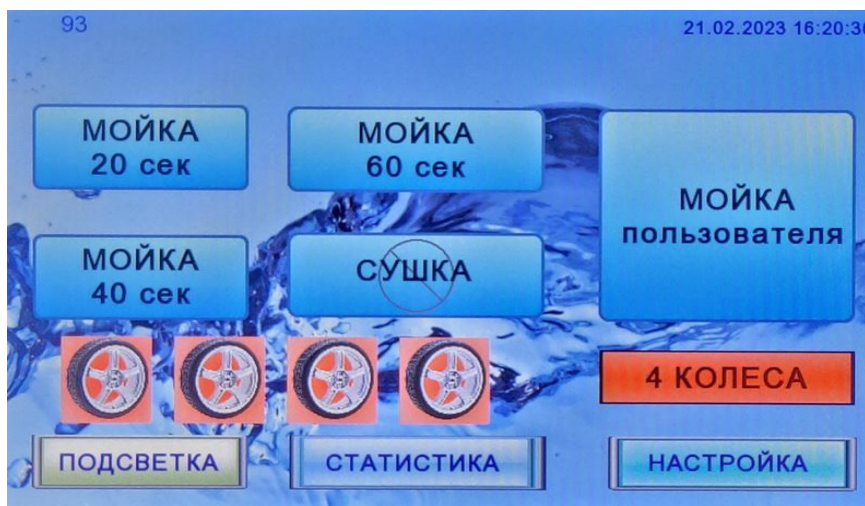 93
21.02.2023 16:20:36
МОЙКА
20 сек
МОЙКА
60 сек
МОЙКА
пользователя
МОЙКА
40 сек
СУШКА
4 КОЛЕСА
ПОДСВЕТКА
СТАТИСТИКА
НАСТРОЙКА